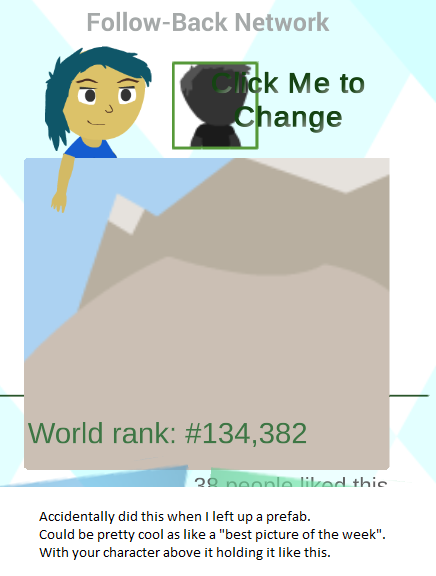 Follow-Back Network
Click Me to
Change
World rank: #134,382
38 people liked this
Accidentally did this when I left up a prefab.
Could be pretty cool as like a "best picture of the week".
With your character above it holding it like this.